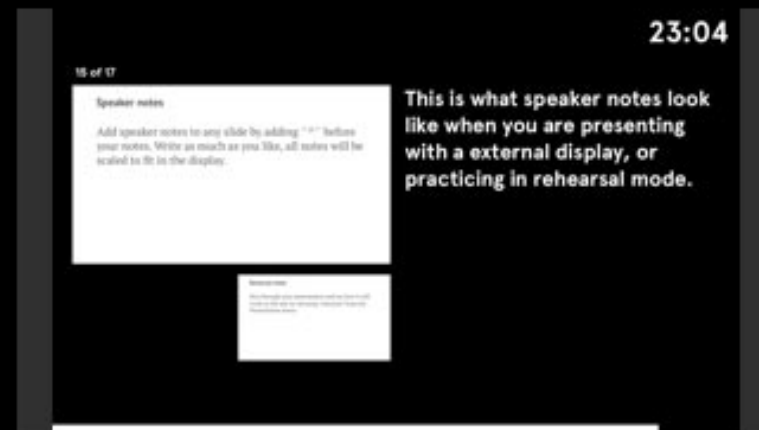 23:04
15 of 17
Speaker notes
Add speaker notes to any slide by adding "^" before
your notes. Write as much as you like, all notes will be
scaled to fit in the display.
This is what speaker notes look
like when you are presenting
with a external display, or
practicing in rehearsal mode.